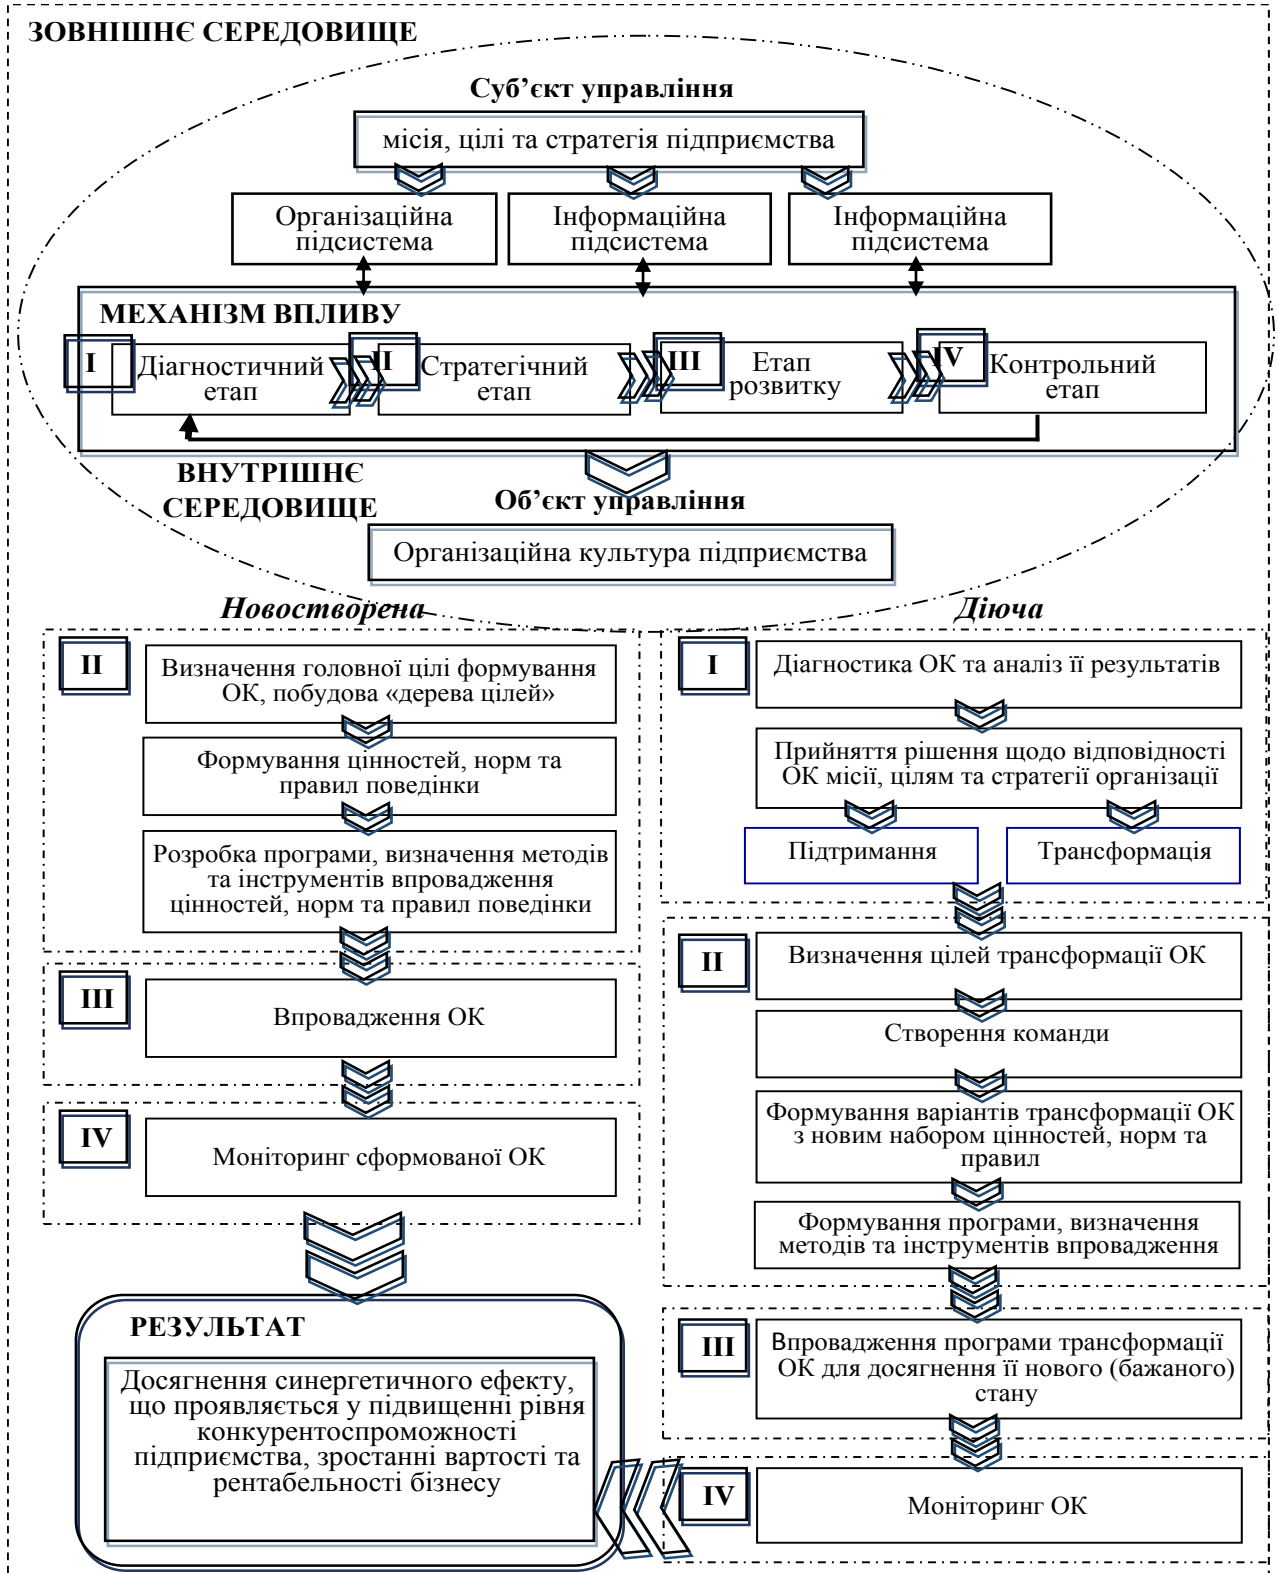 ЗОВНІШНЄ СЕРЕДОВИЩЕ
Суб’єкт управління
місія, цілі та стратегія підприємства
Організаційна
підсистема
Інформаційна
підсистема
Інформаційна
підсистема
МЕХАНІЗМ ВПЛИВУ
I
Діагностичний
етап
II
Стратегічний
етап
III
Етап
розвитку
IV
Контрольний
етап
ВНУТРІШНЄ
СЕРЕДОВИЩЕ
Об’єкт управління
Організаційна культура підприємства
Новостворена
II
Визначення головної цілі формування
ОК, побудова «дерева цілей»
Формування цінностей, норм та
правил поведінки
Розробка програми, визначення методів
та інструментів впровадження
цінностей, норм та правил поведінки
III
Впровадження ОК
IV
Моніторинг сформованої ОК
Діюча
I
Діагностика ОК та аналіз її результатів
Прийняття рішення щодо відповідності
ОК місії, цілям та стратегії організації
Підтримання
Трансформація
II
Визначення цілей трансформації ОК
Створення команди
Формування варіантів трансформації ОК
з новим набором цінностей, норм та
правил
Формування програми, визначення
методів та інструментів впровадження
III
Впровадження програми трансформації
ОК для досягнення її нового (бажаного)
стану
IV
Моніторинг ОК
РЕЗУЛЬТАТ
Досягнення синергетичного ефекту,
що проявляється у підвищенні рівня
конкурентоспроможності
підприємства, зростанні вартості та
рентабельності бізнесу